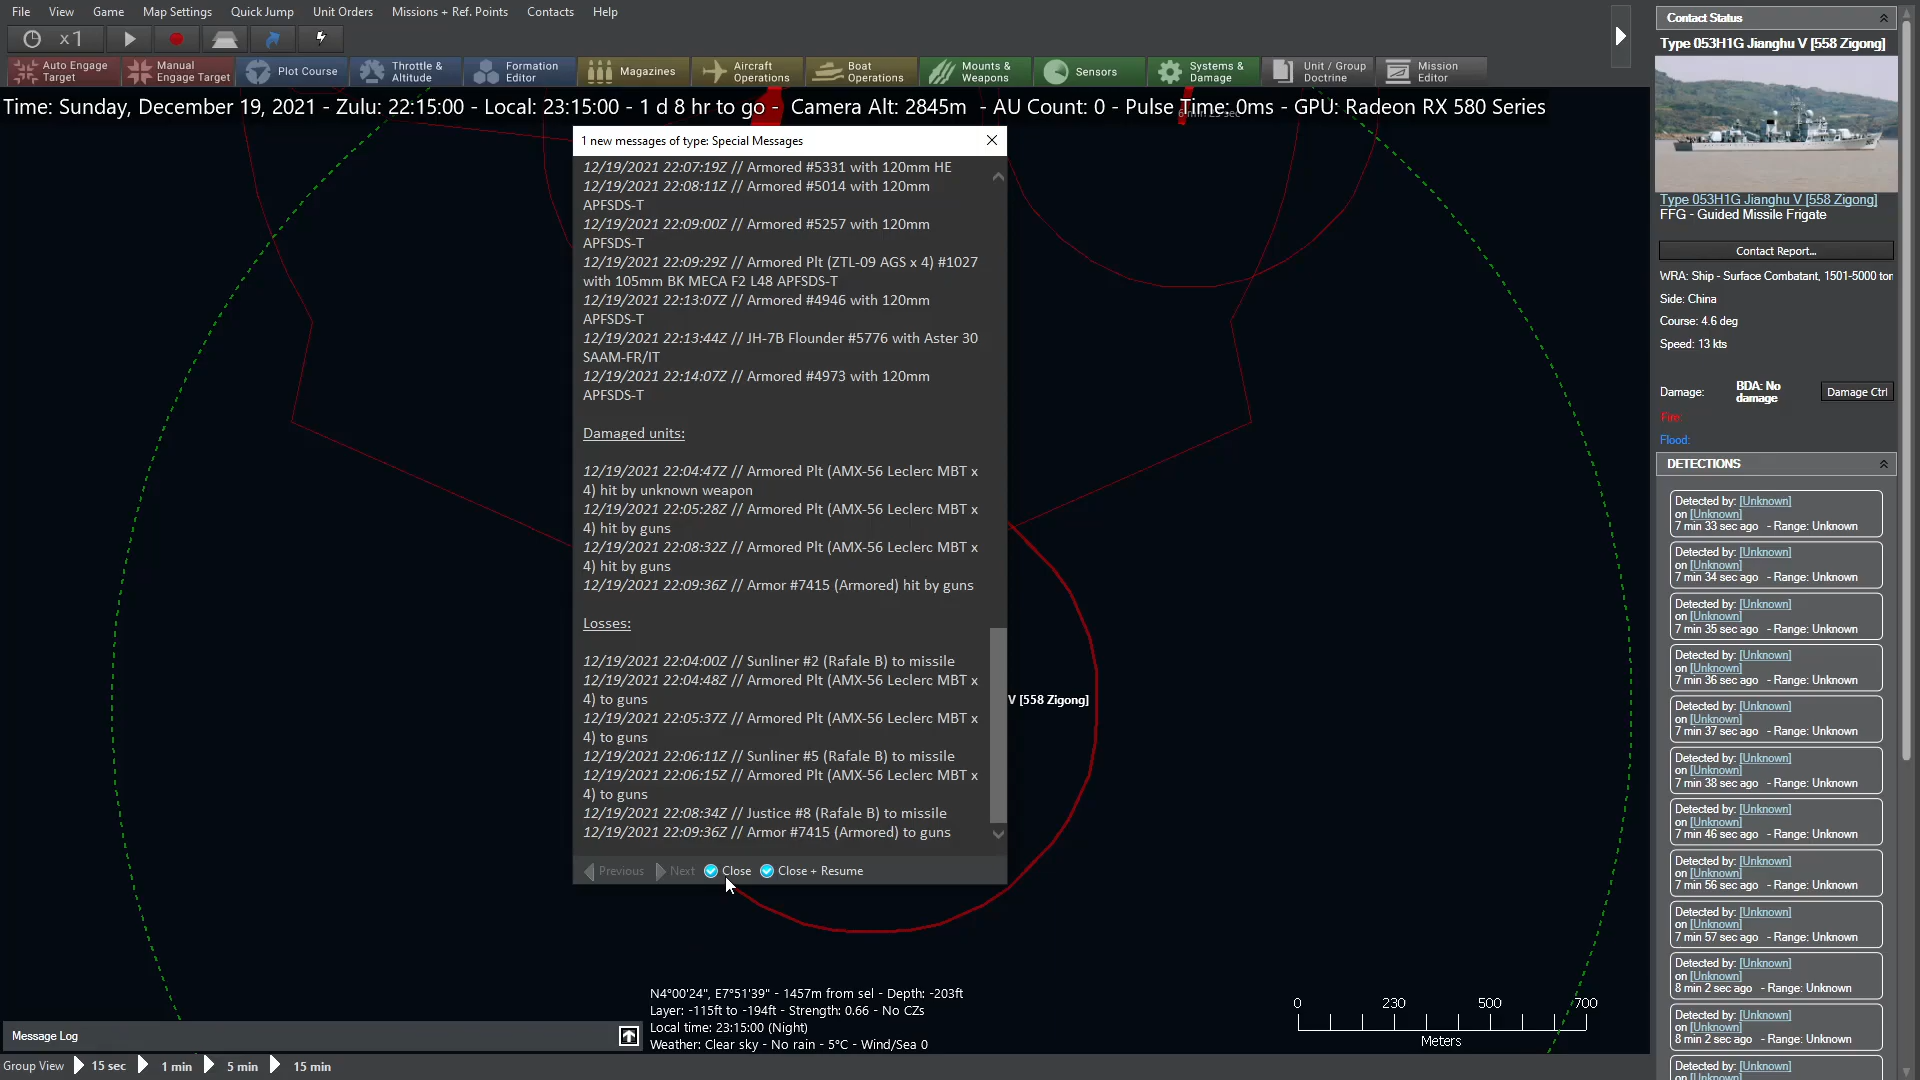 File View Game Map Settings Quick Jump Unit Orders Missions + Ref. Points Contacts Help
x1
Auto Engage Target
Manual Engage Target
Plot Course
Throttle & Altitude
Formation Editor
Magazines
Aircraft Operations
Boat Operations
Mounts & Weapons
Sensors
Systems & Damage
Unit / Group Doctrine
Mission Editor
Time: Sunday, December 19, 2021 - Zulu: 22:15:00 - Local: 23:15:00 - 1 d 8 hr to go - Camera Alt: 2845m - AU Count: 0 - Pulse Time: 0ms - GPU: Radeon RX 580 Series
1 new messages of type: Special Messages
12/19/2021 22:07:19Z // Armored #5331 with 120mm HE
12/19/2021 22:08:11Z // Armored #5014 with 120mm
APFSDS-T
12/19/2021 22:09:00Z // Armored #5257 with 120mm
APFSDS-T
12/19/2021 22:09:29Z // Armored Plt (ZTL-09 AGS x 4) #1027
with 105mm BK MECA F2 L48 APFSDS-T
12/19/2021 22:13:07Z // Armored #4946 with 120mm
APFSDS-T
12/19/2021 22:13:44Z // JH-7B Flounder #5776 with Aster 30
SAAM-FR/IT
12/19/2021 22:14:07Z // Armored #4973 with 120mm
APFSDS-T
Damaged units:
12/19/2021 22:04:47Z // Armored Plt (AMX-56 Leclerc MBT x
4) hit by unknown weapon
12/19/2021 22:05:28Z // Armored Plt (AMX-56 Leclerc MBT x
4) hit by guns
12/19/2021 22:08:32Z // Armored Plt (AMX-56 Leclerc MBT x
4) hit by guns
12/19/2021 22:09:36Z // Armor #7415 (Armored) hit by guns
Losses:
12/19/2021 22:04:00Z // Sunliner #2 (Rafale B) to missile
12/19/2021 22:04:48Z // Armored Plt (AMX-56 Leclerc MBT x
4) to guns
12/19/2021 22:05:37Z // Armored Plt (AMX-56 Leclerc MBT x
4) to guns
12/19/2021 22:06:11Z // Sunliner #5 (Rafale B) to missile
12/19/2021 22:06:15Z // Armored Plt (AMX-56 Leclerc MBT x
4) to guns
12/19/2021 22:08:34Z // Justice #8 (Rafale B) to missile
12/19/2021 22:09:36Z // Armor #7415 (Armored) to guns
Previous Next Close Close + Resume
V [558 Zigong]
N4°00'24", E7°51'39" - 1457m from sel - Depth: -203ft
Layer: -115ft to -194ft - Strength: 0.66 - No CZs
Local time: 23:15:00 (Night)
Weather: Clear sky - No rain - 5°C - Wind/Sea 0
0 230 500 700
Meters
Message Log
Group View 15 sec 1 min 5 min 15 min
Contact Status
Type 053H1G Jianghu V [558 Zigong]
Type 053H1G Jianghu V [558 Zigong]
FFG - Guided Missile Frigate
Contact Report...
WRA: Ship - Surface Combatant, 1501-5000 ton
Side: China
Course: 4.6 deg
Speed: 13 kts
Damage: BDA: No damage Damage Ctrl
Fire:
Flood:
DETECTIONS
Detected by: [Unknown]
on [Unknown]
7 min 33 sec ago - Range: Unknown
Detected by: [Unknown]
on [Unknown]
7 min 34 sec ago - Range: Unknown
Detected by: [Unknown]
on [Unknown]
7 min 35 sec ago - Range: Unknown
Detected by: [Unknown]
on [Unknown]
7 min 36 sec ago - Range: Unknown
Detected by: [Unknown]
on [Unknown]
7 min 37 sec ago - Range: Unknown
Detected by: [Unknown]
on [Unknown]
7 min 38 sec ago - Range: Unknown
Detected by: [Unknown]
on [Unknown]
7 min 46 sec ago - Range: Unknown
Detected by: [Unknown]
on [Unknown]
7 min 56 sec ago - Range: Unknown
Detected by: [Unknown]
on [Unknown]
7 min 57 sec ago - Range: Unknown
Detected by: [Unknown]
on [Unknown]
8 min 2 sec ago - Range: Unknown
Detected by: [Unknown]
on [Unknown]
8 min 2 sec ago - Range: Unknown
Detected by: [Unknown]
on [Unknown]